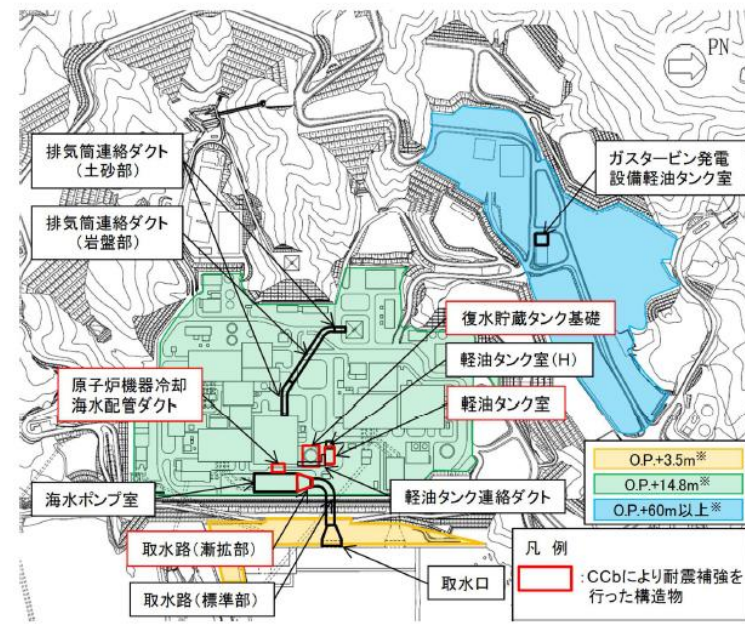 PN
排気筒連絡ダクト
(土砂部)
ガスタービン発電
設備軽油タンク室
排気筒連絡ダクト
(岩盤部)
復水貯蔵タンク基礎
軽油タンク室(H)
原子炉機器冷却
海水配管ダクト
軽油タンク室
O.P.+3.5m※
O.P.+14.8m※
O.P.+60m以上※
海水ポンプ室
軽油タンク連絡ダクト
取水路(漸拡部)
取水路(標準部)
取水口
凡 例
:CCbにより耐震補強を
行った構造物